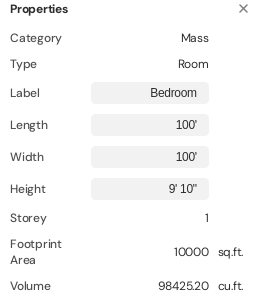 Properties ×
Category Mass
Type Room
Label Bedroom
Length 100'
Width 100'
Height 9' 10"
Storey 1
Footprint
Area 10000 sq.ft.
Volume 98425.20 cu.ft.